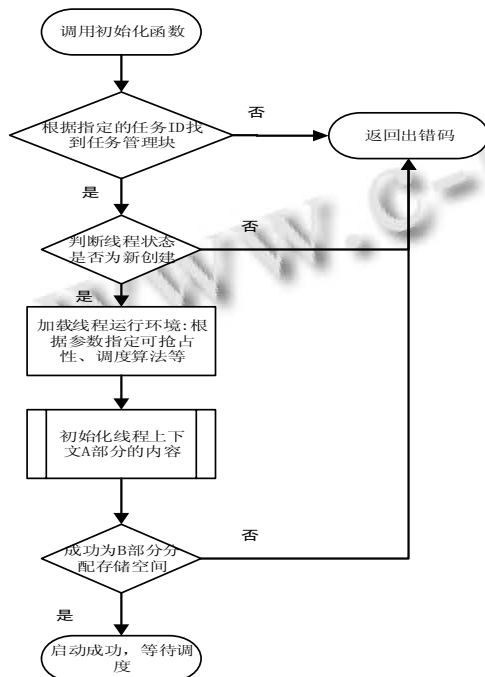 调用初始化函数
根据指定的任务ID找
到任务管理块
否
返回出错码
是
判断线程状态
是否为新创建
否
是
加载线程运行环境:根
据参数指定可抢占
性、调度算法等
初始化线程上下
文A部分的内容
成功为B部分分
配存储空间
否
是
启动成功，等待调
度
www.c-